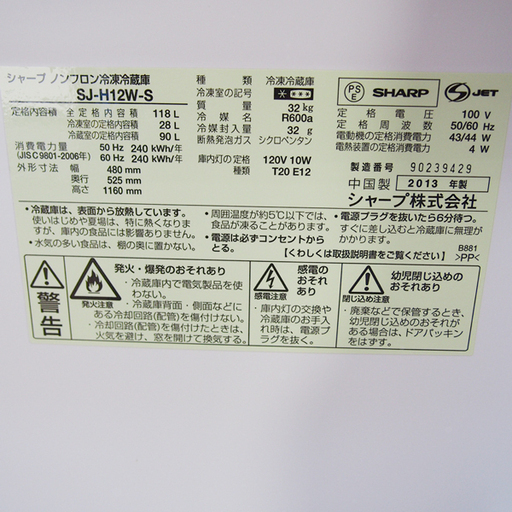 シャープ ノンフロン冷凍冷蔵庫
SJ-H12W-S
定格内容積 全定格内容積 118 L
冷凍室の定格内容積 28 L
冷蔵室の定格内容積 90 L
消費電力量 50 Hz 240 kWh/年
(JIS C 9801-2006年) 60 Hz 240 kWh/年
外形寸法 幅 480 mm
奥行 525 mm
高さ 1160 mm
種類 冷凍冷蔵庫
冷凍室の記号
質量 32 kg
冷媒名 R600a
冷媒封入量 32 g
断熱発泡ガス シクロペンタン
庫内灯の定格 120V 10W
T20 E12
PS
E
SHARP
JET
定格電圧 100 V
定格周波数 50/60 Hz
電動機の定格消費電力 43/44 W
電熱装置の定格消費電力 4 W
製造番号 90239429
中国製 2013 年製
シャープ株式会社
•冷蔵庫は、表面から放熱しています。
使い始めや夏場は、特に熱くなりますが、異常ではありません。
•水気の多い食品は、棚の奥に置かない。
•周囲温度が約5℃以下では、
食品が凍ることがあります。
•電源は必ずコンセントから
とる。
•電源プラグを抜いたら6分待つ。
すぐに差し込むと冷蔵庫に無理が
かかります。
【くわしくは取扱説明書をご覧ください】
B881
>PP<
警告
発火・爆発のおそれあり
火気注意
•冷蔵庫内で電気製品を使
わない。
•冷蔵庫背面・側面などに
ある冷却回路(配管)を傷つけない。
•冷却回路(配管)を傷付けたときは、
火気を避け、窓を開けて換気する。
感電の
おそれあり
感電注意
•庫内灯の交換や
冷蔵庫のお手入
れ時は、電源プラ
グを抜く。
幼児閉じ込めの
おそれあり
閉じ込め注意
•廃棄などで保管するとき、
幼児閉じ込めのおそれが
ある場合は、ドアパッキン
をはずす。